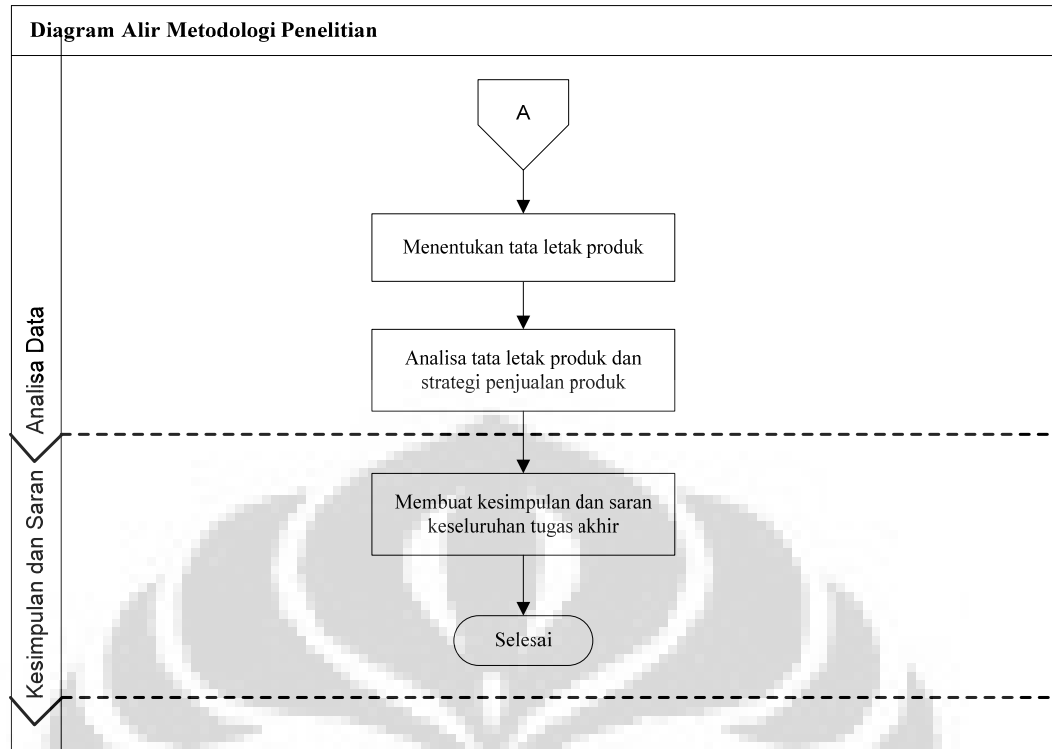 Diagram Alir Metodologi Penelitian
A
Menentukan tata letak produk
Analisa tata letak produk dan
strategi penjualan produk
Analisa Data
Membuat kesimpulan dan saran
keseluruhan tugas akhir
Selesai
Kesimpulan dan Saran